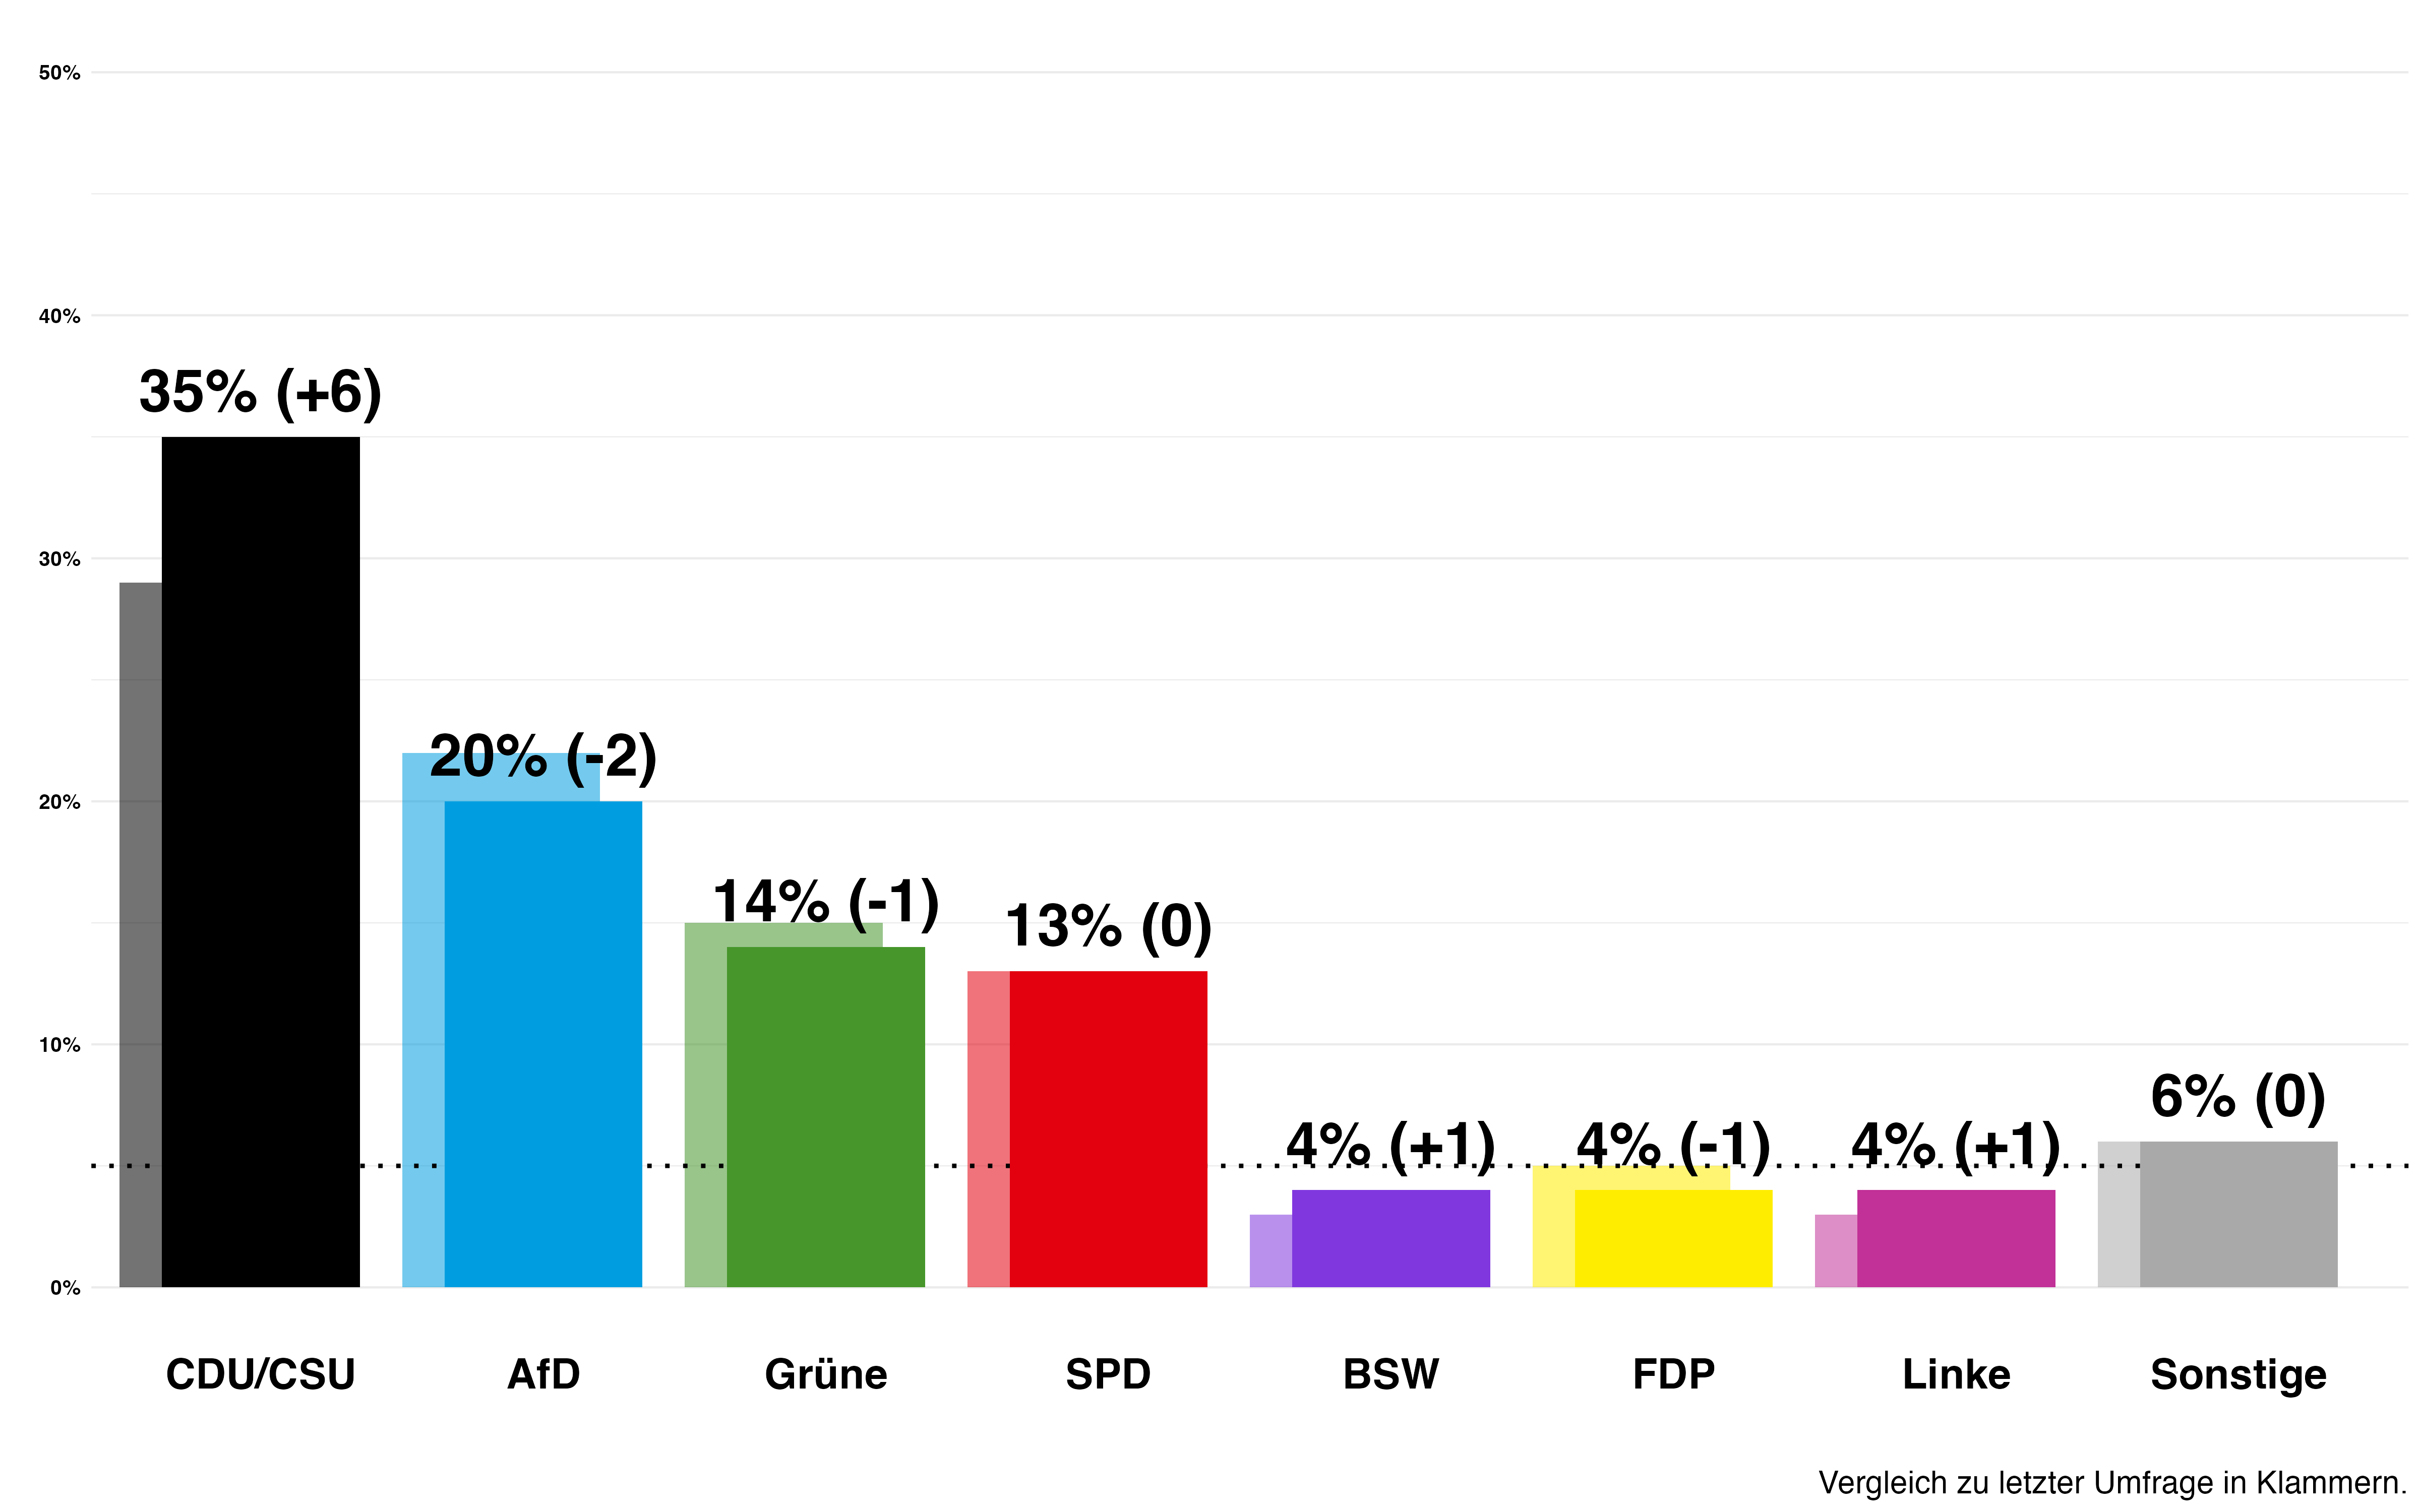 50%
40%
30%
20%
10%
0%
35% (+6)
20% (-2)
14% (-1)
13% (0)
4% (+1)
4% (-1)
4% (+1)
6% (0)
CDU/CSU
AfD
Grüne
SPD
BSW
FDP
Linke
Sonstige
Vergleich zu letzter Umfrage in Klammern.